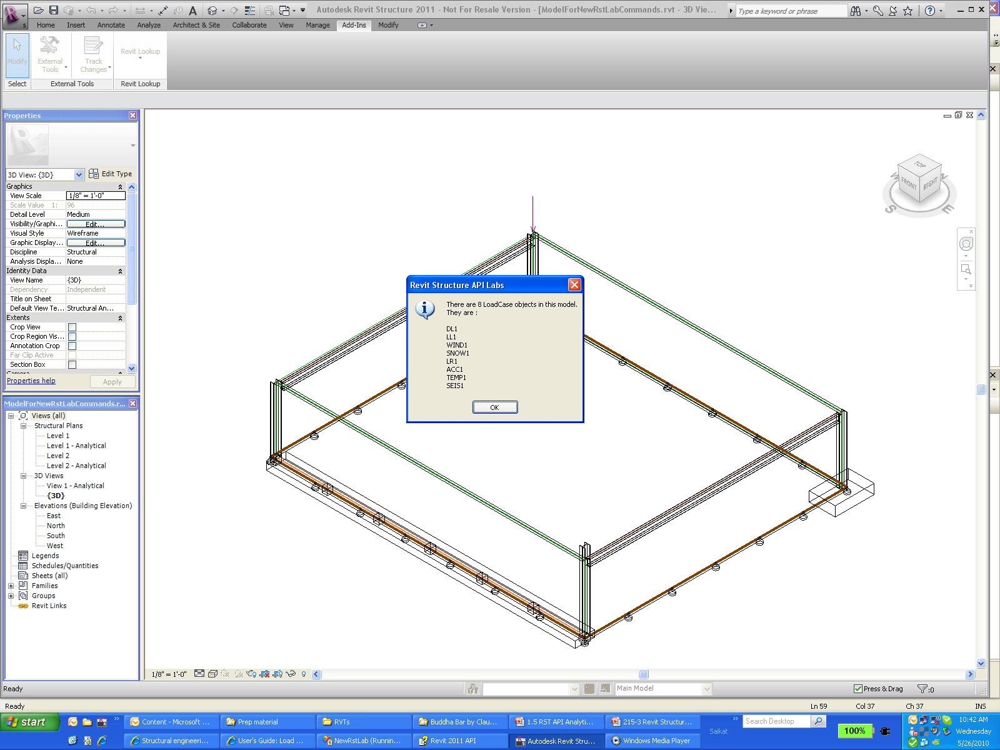 Autodesk Revit Structure 2011 - Not For Resale Version - [ModelForNewRstLabCommands.rvt - 3D Vie...
Type a keyword or phrase
Home Insert Annotate Analyze Architect & Site Collaborate View Manage Add-Ins Modify
Modify
External Tools
Track Changes
Revit Lookup
Select External Tools Revit Lookup
Properties
3D View: {3D} Edit Type
Graphics
View Scale 1/8" = 1'-0"
Scale Value 1: 96
Detail Level Medium
Visibility/Graphi... Edit...
Visual Style Wireframe
Graphic Display... Edit...
Discipline Structural
Analysis Displa... None
Identity Data
View Name {3D}
Dependency Independent
Title on Sheet
Default View Te... Structural An...
Extents
Crop View
Crop Region Vis...
Annotation Crop
Far Clip Active
Section Box
Camera
Properties help Apply
ModelForNewRstLabCommands.r...
Views (all)
Structural Plans
Level 1
Level 1 - Analytical
Level 2
Level 2 - Analytical
3D Views
View 1 - Analytical
{3D}
Elevations (Building Elevation)
East
North
South
West
Legends
Schedules/Quantities
Sheets (all)
Families
Groups
Revit Links
TOP
FRONT RIGHT
W N
S E
Revit Structure API Labs
There are 8 LoadCase objects in this model.
They are :
DL1
LL1
WIND1
SNOW1
LR1
ACC1
TEMP1
SEIS1
OK
1/8" = 1'-0"
Ready Main Model Press & Drag :0
Ready Ln 59 Col 37 Ch 37 INS
start
Content - Microsoft ... Prep material RVTs Buddha Bar by Clau... 1.5 RST API Analyti... 215-3 Revit Structur...
Structural engineeri... User's Guide: Load ... NewRstLab (Runnin... Revit 2011 API Autodesk Revit Stru... Windows Media Player
Saikat
Search Desktop
100%
10:42 AM
Wednesday
5/26/2010